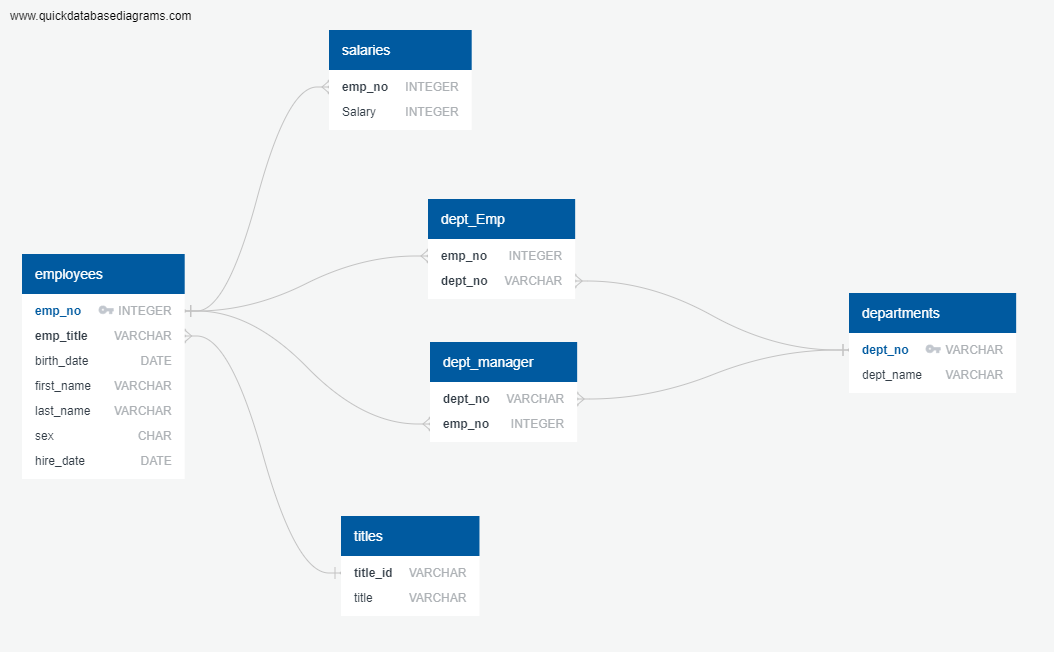 www.quickdatabasediagrams.com
salaries
emp_no INTEGER
Salary INTEGER
dept_Emp
emp_no INTEGER
dept_no VARCHAR
employees
emp_no INTEGER
emp_title VARCHAR
birth_date DATE
first_name VARCHAR
last_name VARCHAR
sex CHAR
hire_date DATE
departments
dept_no VARCHAR
dept_name VARCHAR
dept_manager
dept_no VARCHAR
emp_no INTEGER
titles
title_id VARCHAR
title VARCHAR